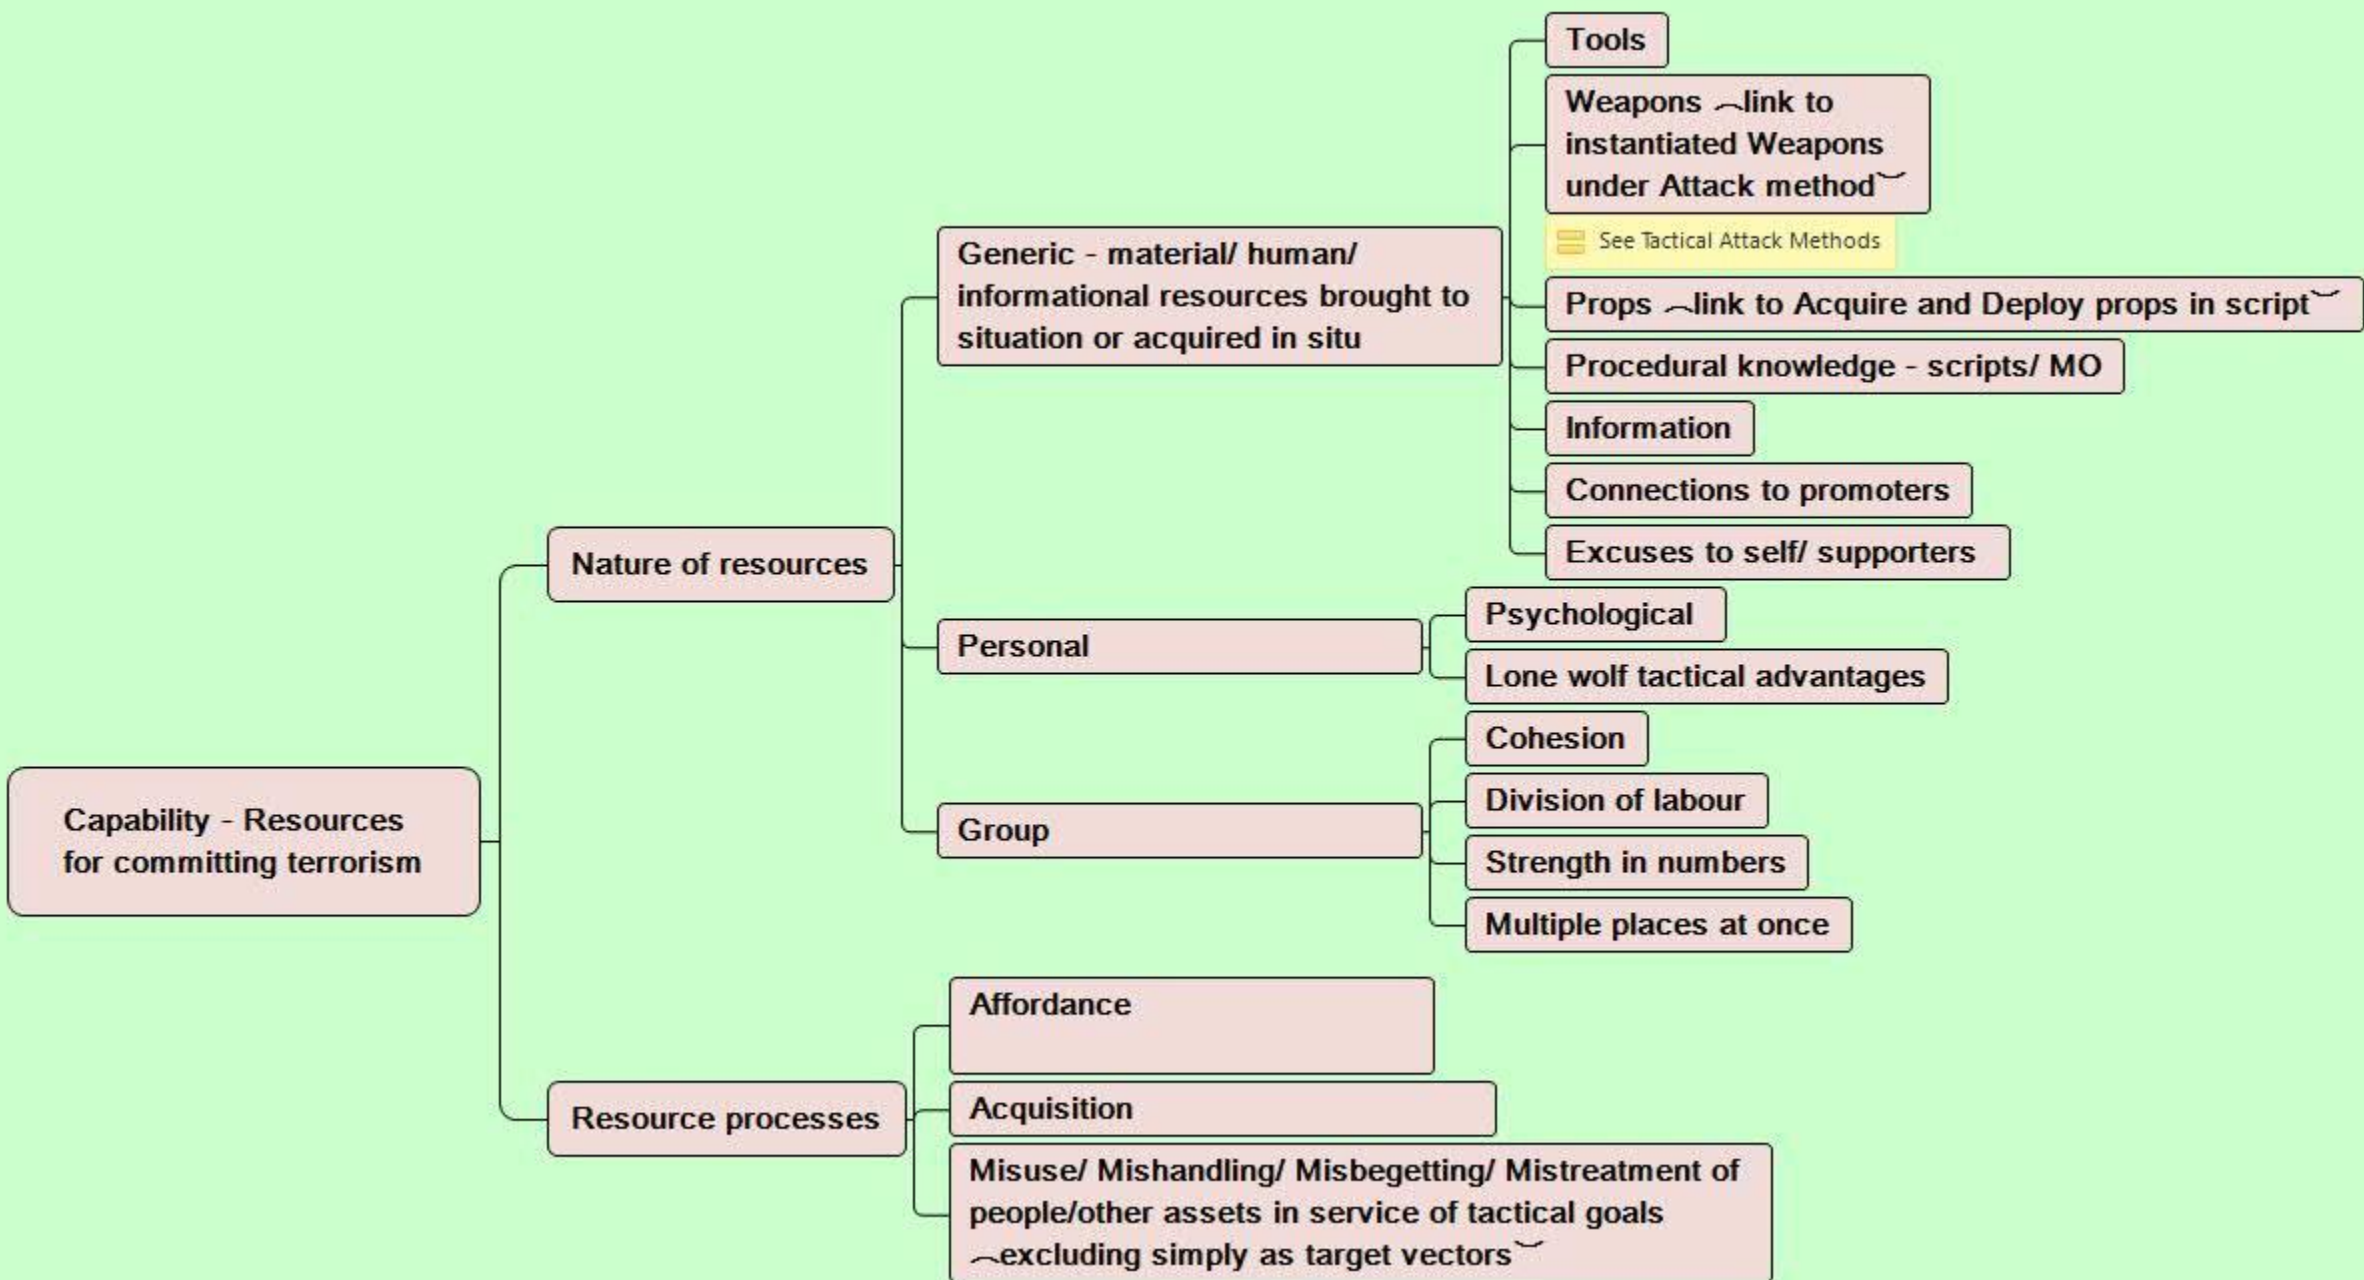 Tools
Weapons ⁔link to
instantiated Weapons
under Attack method⁔
See Tactical Attack Methods
Generic - material/ human/
informational resources brought to
situation or acquired in situ
Props ⁔link to Acquire and Deploy props in script⁔
Procedural knowledge - scripts/ MO
Information
Connections to promoters
Nature of resources
Excuses to self/ supporters
Personal
Psychological
Lone wolf tactical advantages
Group
Cohesion
Division of labour
Strength in numbers
Multiple places at once
Capability - Resources
for committing terrorism
Resource processes
Affordance
Acquisition
Misuse/ Mishandling/ Misbegetting/ Mistreatment of
people/other assets in service of tactical goals
⁔excluding simply as target vectors⁔